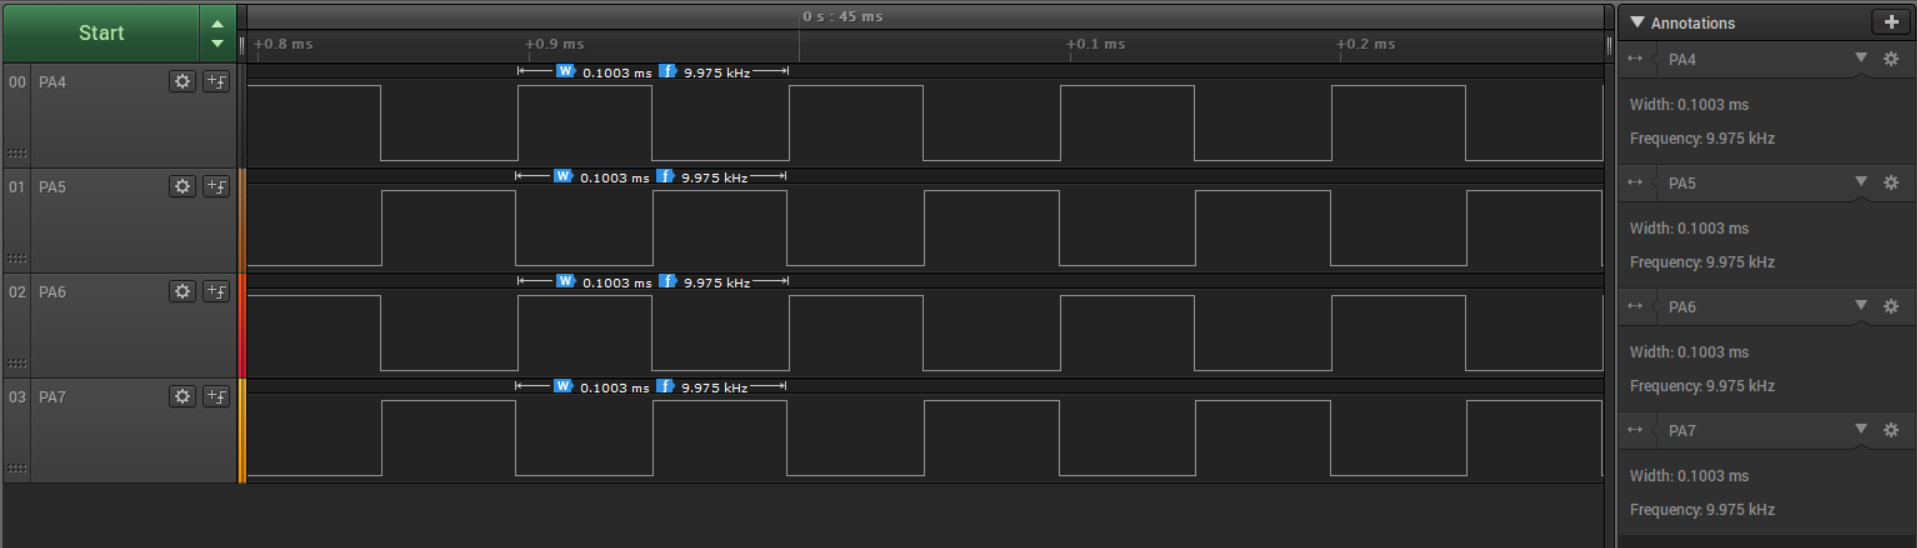 Start
0 s : 45 ms
+0.8 ms +0.9 ms +0.1 ms +0.2 ms
00 PA4
W 0.1003 ms f 9.975 kHz
01 PA5
W 0.1003 ms f 9.975 kHz
02 PA6
W 0.1003 ms f 9.975 kHz
03 PA7
W 0.1003 ms f 9.975 kHz
Annotations
PA4
Width: 0.1003 ms
Frequency: 9.975 kHz
PA5
Width: 0.1003 ms
Frequency: 9.975 kHz
PA6
Width: 0.1003 ms
Frequency: 9.975 kHz
PA7
Width: 0.1003 ms
Frequency: 9.975 kHz